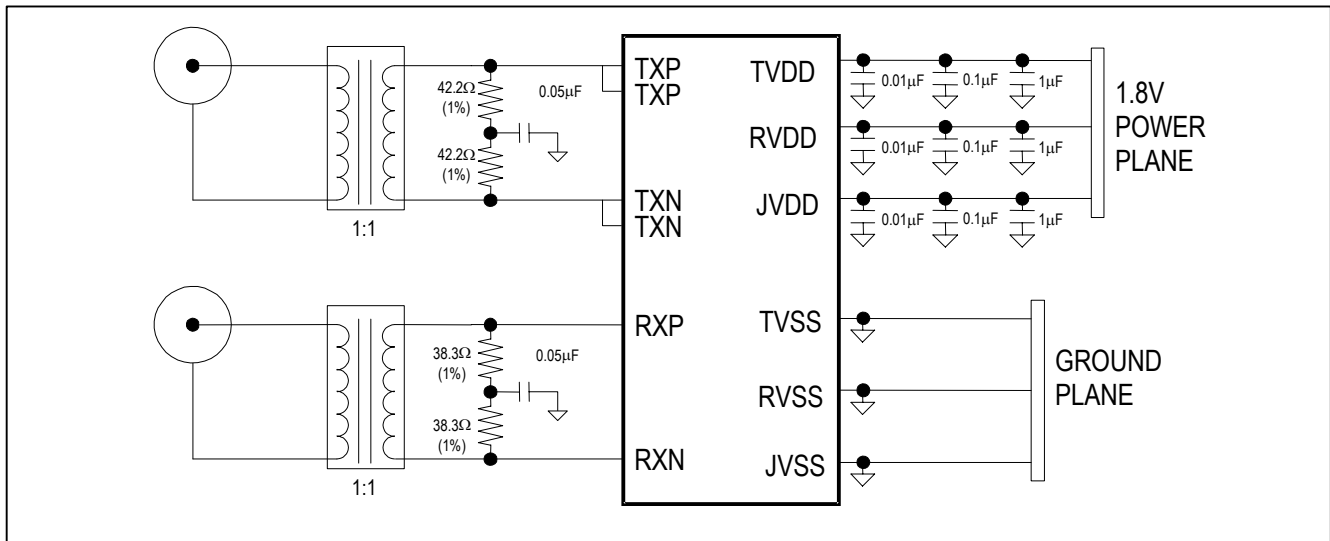 42.2Ω
(1%)
0.05μF
42.2Ω
(1%)
1:1
TXP
TXP
TXN
TXN
38.3Ω
(1%)
0.05μF
38.3Ω
(1%)
1:1
RXP
RXN
TVDD
RVDD
JVDD
TVSS
RVSS
JVSS
0.01μF
0.1μF
1μF
0.01μF
0.1μF
1μF
0.01μF
0.1μF
1μF
1.8V
POWER
PLANE
GROUND
PLANE